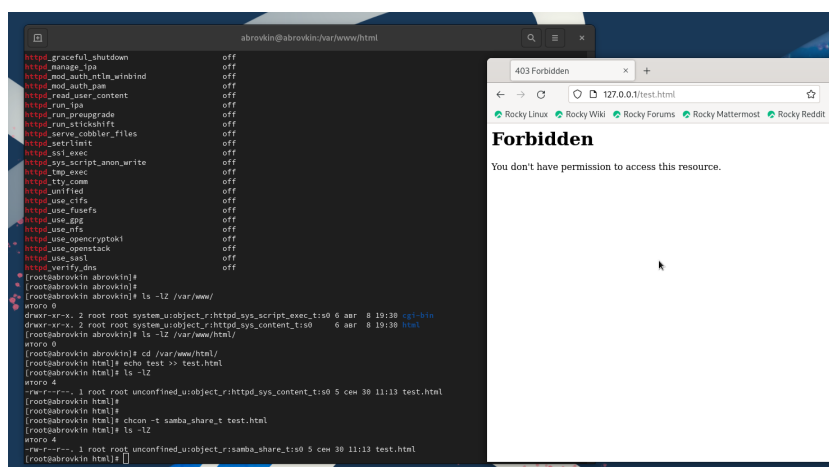 abrovkin@abrovkin:/var/www/html
httpd_graceful_shutdown off
httpd_manage_ipa off
httpd_mod_auth_ntlm_winbind off
httpd_mod_auth_pam off
httpd_read_user_content off
httpd_run_ipa off
httpd_run_preupgrade off
httpd_run_stickshift off
httpd_serve_cobbler_files off
httpd_setrlimit off
httpd_ssi_exec off
httpd_sys_script_anon_write off
httpd_tmp_exec off
httpd_tty_comm off
httpd_unified off
httpd_use_cifs off
httpd_use_fusefs off
httpd_use_gpg off
httpd_use_nfs off
httpd_use_opencryptoki off
httpd_use_openstack off
httpd_use_sasl off
httpd_verify_dns off
[root@abrovkin abrovkin]#
[root@abrovkin abrovkin]#
[root@abrovkin abrovkin]# ls -lZ /var/www/
итого 0
drwxr-xr-x. 2 root root system_u:object_r:httpd_sys_script_exec_t:s0 6 авг 8 19:30 cgi-bin
drwxr-xr-x. 2 root root system_u:object_r:httpd_sys_content_t:s0 6 авг 8 19:30 html
[root@abrovkin abrovkin]# ls -lZ /var/www/html/
итого 0
[root@abrovkin abrovkin]# cd /var/www/html/
[root@abrovkin html]# echo test >> test.html
[root@abrovkin html]# ls -lZ
итого 4
-rw-r--r--. 1 root root unconfined_u:object_r:httpd_sys_content_t:s0 5 сен 30 11:13 test.html
[root@abrovkin html]#
[root@abrovkin html]#
[root@abrovkin html]# chcon -t samba_share_t test.html
[root@abrovkin html]# ls -lZ
итого 4
-rw-r--r--. 1 root root unconfined_u:object_r:samba_share_t:s0 5 сен 30 11:13 test.html
[root@abrovkin html]#
403 Forbidden
127.0.0.1/test.html
Rocky Linux Rocky Wiki Rocky Forums Rocky Mattermost Rocky Reddit
Forbidden
You don't have permission to access this resource.